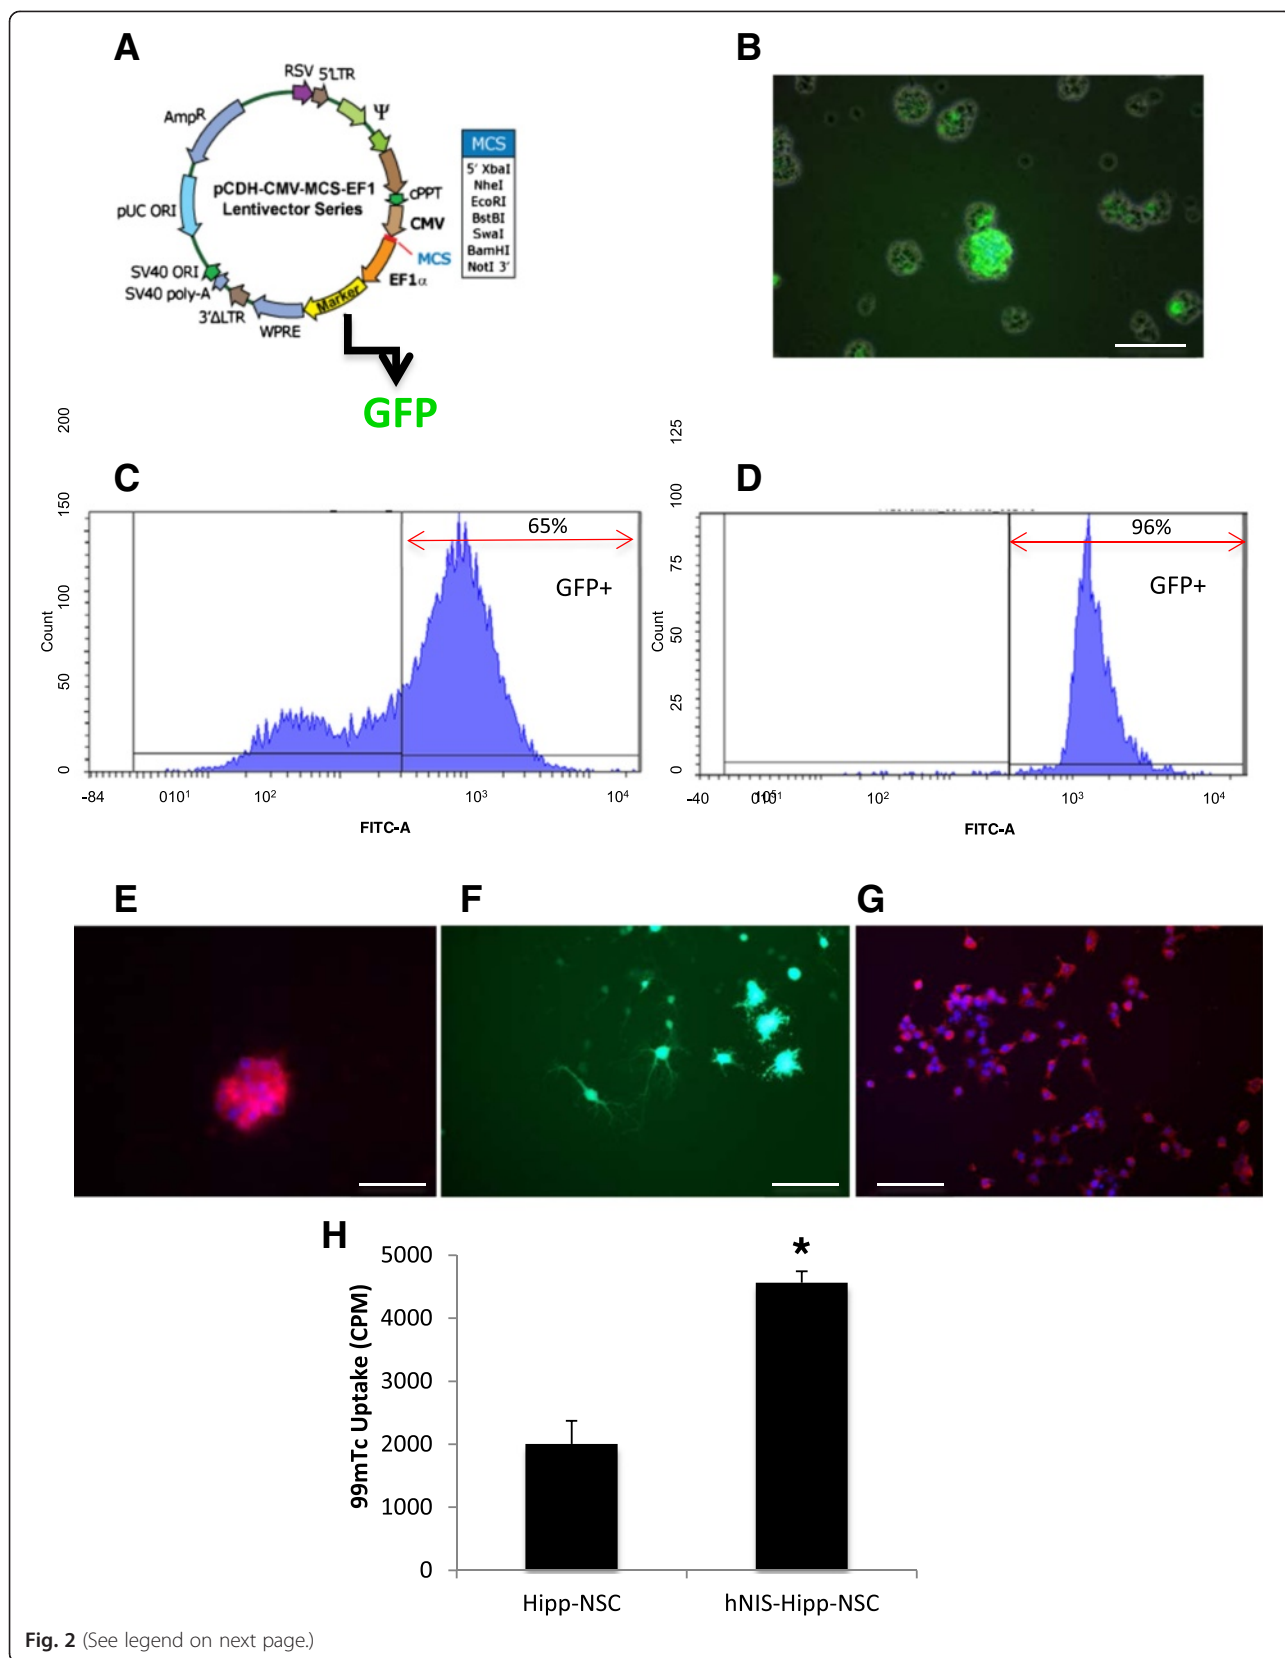 A
RSV 5'LTR
Ψ
AmpR
cPPT
pCDH-CMV-MCS-EF1
Lentivector Series
CMV
pUC ORI
MCS
EF1α
SV40 ORI
SV40 poly-A
3'ΔLTR
WPRE
Marker
GFP
MCS
5' XbaI
NheI
EcoRI
BstBI
SwaI
BamHI
NotI 3'
B
C
200
150
100
50
0
Count
65%
GFP+
-84
010¹
10²
10³
10⁴
FITC-A
D
125
100
75
50
25
0
Count
96%
GFP+
-40
10²
10³
10⁴
FITC-A
E
F
G
H
*
5000
4000
3000
2000
1000
0
99mTc Uptake (CPM)
Hipp-NSC
hNIS-Hipp-NSC
Fig. 2 (See legend on next page.)